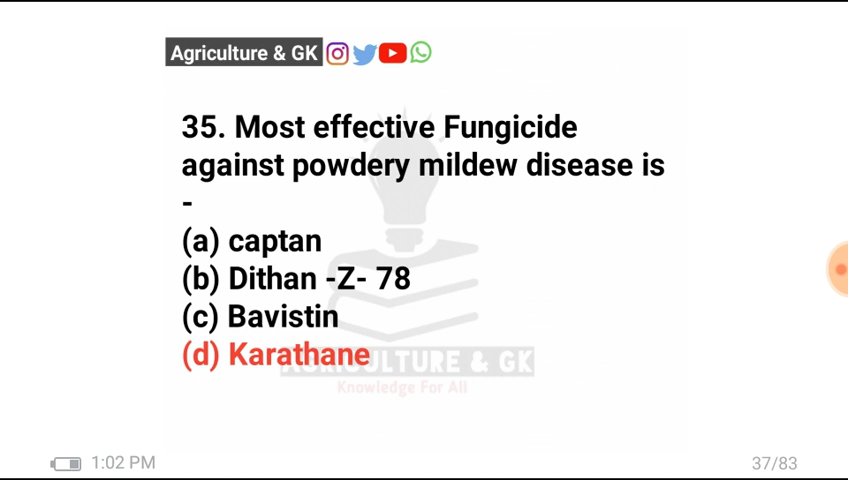 Agriculture & GK
35. Most effective Fungicide
against powdery mildew disease is
-
(a) captan
(b) Dithan -Z- 78
(c) Bavistin
(d) Karathane
AGRICULTURE & GK
Knowledge For All
1:02 PM
37/83